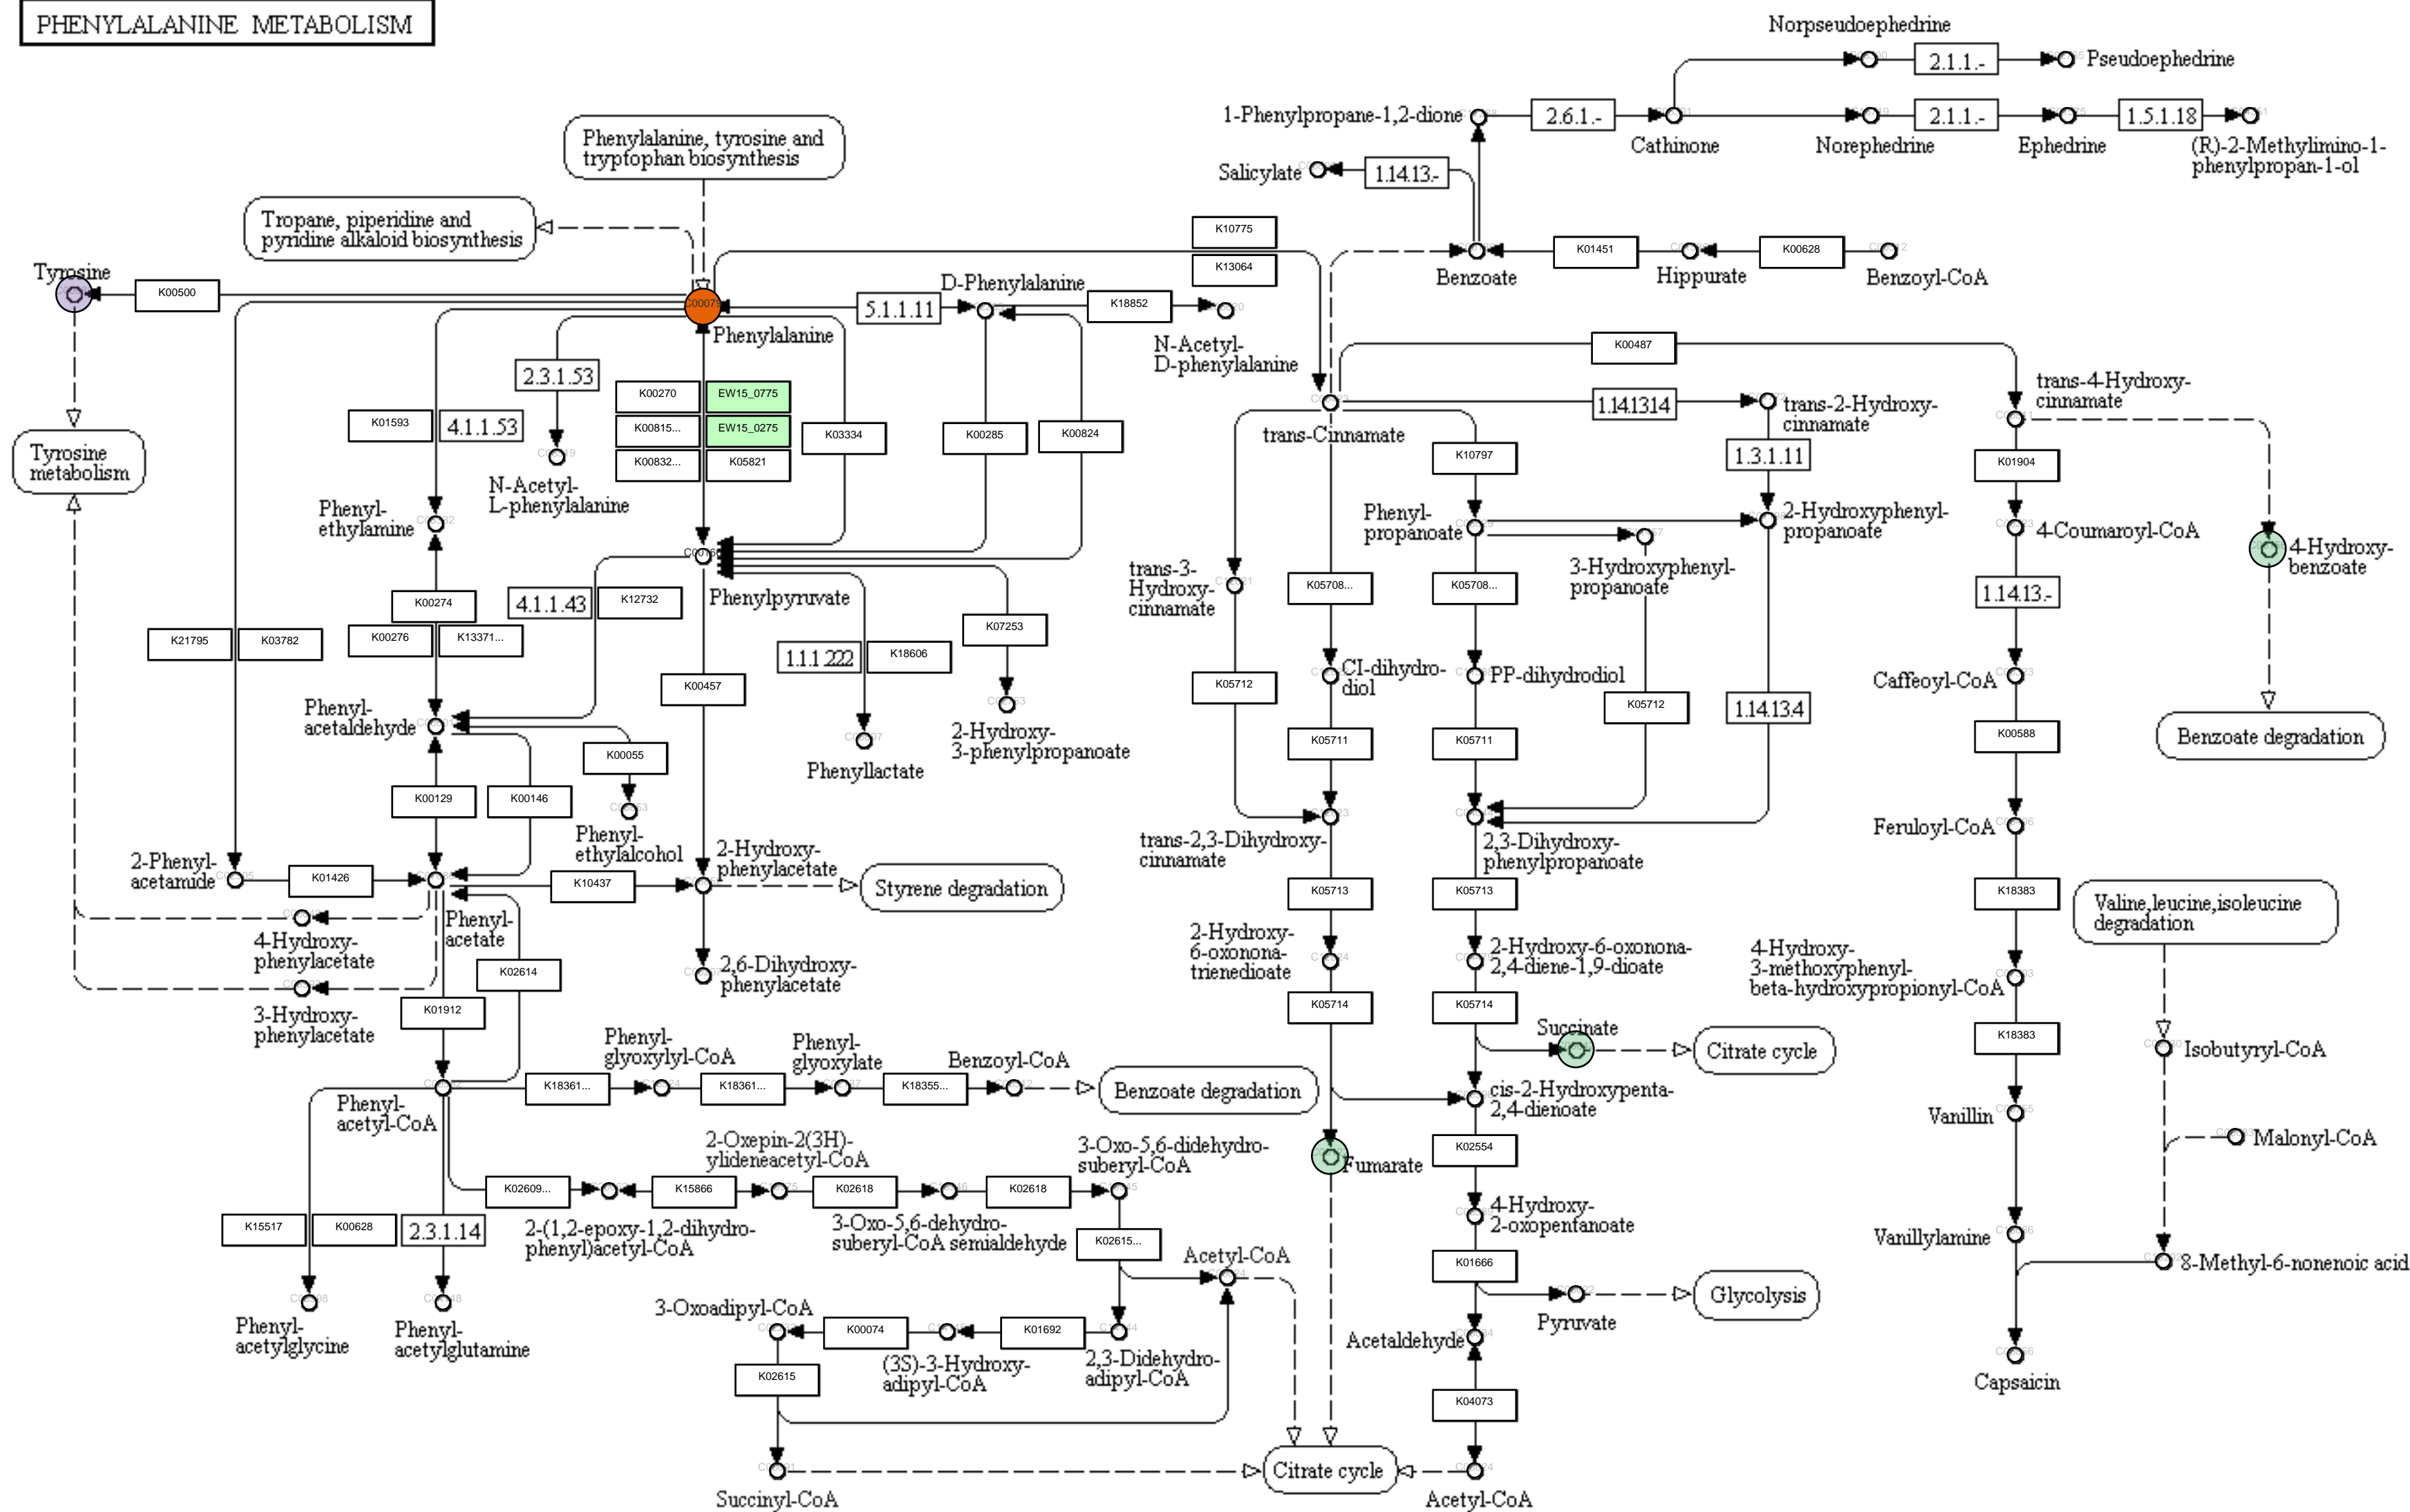 PHENYLALANINE METABOLISM
Norpseudoephedrine
2.1.1.-
Pseudoephedrine
1-Phenylpropane-1,2-dione
2.6.1.-
Cathinone
2.1.1.-
Norephedrine
Ephedrine
1.5.1.18
(R)-2-Methylimino-1-
phenylpropan-1-ol
Salicylate
1.14.13.-
Phenylalanine, tyrosine and
tryptophan biosynthesis
Tropane, piperidine and
pyridine alkaloid biosynthesis
K10775
K13064
Benzoate
K01451
Hippurate
K00628
Benzoyl-CoA
Tyrosine
K00500
C00079
Phenylalanine
5.1.1.11
D-Phenylalanine
K18852
N-Acetyl-
D-phenylalanine
K00487
2.3.1.53
K00270
EW15_0775
K00815...
EW15_0275
K00832...
K05821
K03334
K00285
K00824
K01593
4.1.1.53
N-Acetyl-
L-phenylalanine
trans-Cinnamate
1.14.13.14
trans-2-Hydroxy-
cinnamate
trans-4-Hydroxy-
cinnamate
1.3.1.11
K10797
K01904
Tyrosine
metabolism
Phenyl-
ethylamine
Phenyl-
propanoate
2-Hydroxyphenyl-
propanoate
4-Coumaroyl-CoA
4-Hydroxy-
benzoate
3-Hydroxyphenyl-
propanoate
Phenylpyruvate
trans-3-
Hydroxy-
cinnamate
K05708...
K05708...
1.14.13.-
K00274
4.1.1.43
K12732
K00276
K13371...
K21795
K03782
1.1.1.222
K18606
K07253
K00457
K05712
CI-dihydro-
diol
PP-dihydrodiol
K05712
1.14.13.4
Caffeoyl-CoA
Benzoate degradation
Phenyl-
acetaldehyde
K00055
Phenyllactate
2-Hydroxy-
3-phenylpropanoate
K05711
K05711
K00588
K00129
K00146
Phenyl-
ethylalcohol
2-Hydroxy-
phenylacetate
trans-2,3-Dihydroxy-
cinnamate
2,3-Dihydroxy-
phenylpropanoate
Feruloyl-CoA
2-Phenyl-
acetamide
K01426
K10437
Styrene degradation
K05713
K05713
K18383
Valine,leucine,isoleucine
degradation
4-Hydroxy-
phenylacetate
Phenyl-
acetate
2,6-Dihydroxy-
phenylacetate
2-Hydroxy-
6-oxonona-
trienedioate
2-Hydroxy-6-oxonona-
2,4-diene-1,9-dioate
4-Hydroxy-
3-methoxyphenyl-
beta-hydroxypropionyl-CoA
3-Hydroxy-
phenylacetate
K02614
K01912
K05714
K05714
K18383
Succinate
Citrate cycle
Isobutyryl-CoA
Phenyl-
glyoxylyl-CoA
Phenyl-
glyoxylate
Benzoyl-CoA
K18361...
K18361...
K18355...
Benzoate degradation
Phenyl-
acetyl-CoA
cis-2-Hydroxypenta-
2,4-dienoate
Vanillin
Malonyl-CoA
2-Oxepin-2(3H)-
ylideneacetyl-CoA
3-Oxo-5,6-didehydro-
suberyl-CoA
Fumarate
K02554
K02609...
K15866
K02618
K02618
K15517
K00628
2.3.1.14
2-(1,2-epoxy-1,2-dihydro-
phenyl)acetyl-CoA
3-Oxo-5,6-dehydro-
suberyl-CoA semialdehyde
K02615...
Acetyl-CoA
4-Hydroxy-
2-oxopentanoate
Vanillylamine
8-Methyl-6-nonenoic acid
K01666
Pyruvate
Glycolysis
Phenyl-
acetylglycine
Phenyl-
acetylglutamine
3-Oxoadipyl-CoA
K00074
K01692
(3S)-3-Hydroxy-
adipyl-CoA
2,3-Didehydro-
adipyl-CoA
Acetaldehyde
K02615
K04073
Capsaicin
Succinyl-CoA
Citrate cycle
Acetyl-CoA